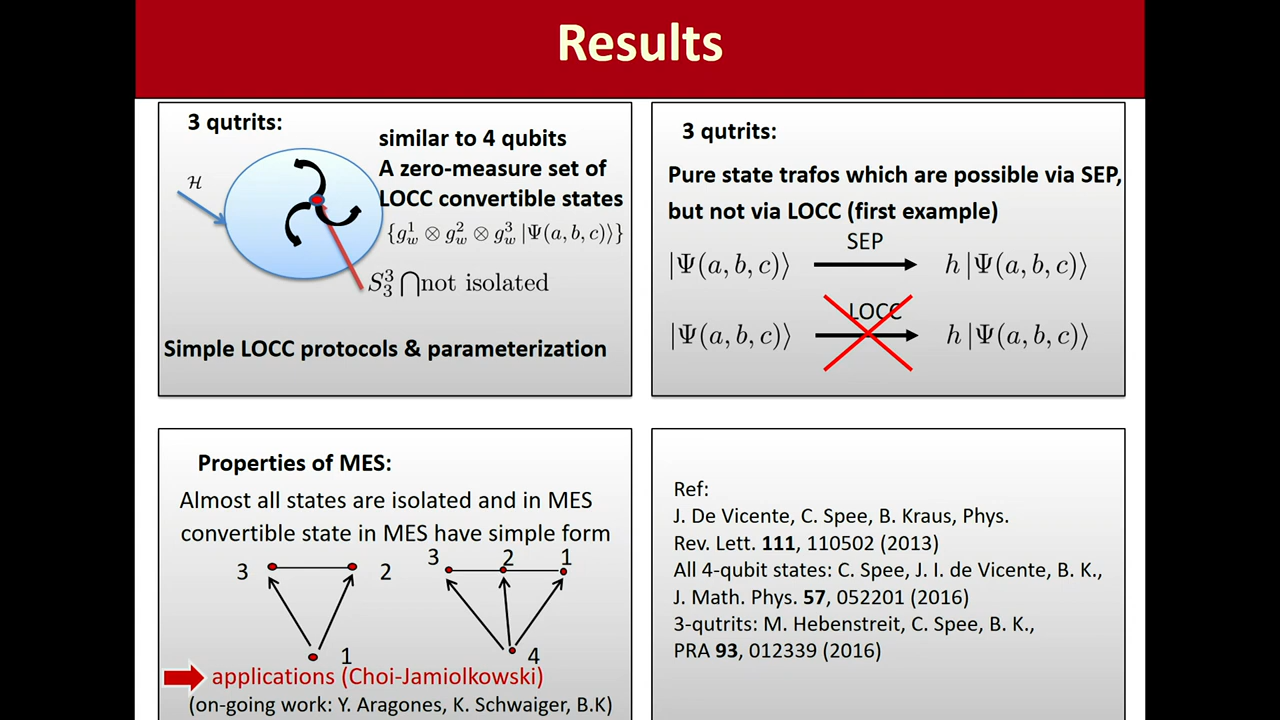 Results
3 qutrits:
similar to 4 qubits
A zero-measure set of
LOCC convertible states
ℋ
{g_w^1 ⊗ g_w^2 ⊗ g_w^3 |Ψ(a, b, c)⟩}
S_3^3 ⋂not isolated
Simple LOCC protocols & parameterization
3 qutrits:
Pure state trafos which are possible via SEP,
but not via LOCC (first example)
SEP
|Ψ(a, b, c)⟩ h |Ψ(a, b, c)⟩
LOCC
|Ψ(a, b, c)⟩ h |Ψ(a, b, c)⟩
Properties of MES:
Almost all states are isolated and in MES
convertible state in MES have simple form
3 2 3 2 1
1 4
applications (Choi-Jamiolkowski)
(on-going work: Y. Aragones, K. Schwaiger, B.K)
Ref:
J. De Vicente, C. Spee, B. Kraus, Phys.
Rev. Lett. 111, 110502 (2013)
All 4-qubit states: C. Spee, J. I. de Vicente, B. K.,
J. Math. Phys. 57, 052201 (2016)
3-qutrits: M. Hebenstreit, C. Spee, B. K.,
PRA 93, 012339 (2016)